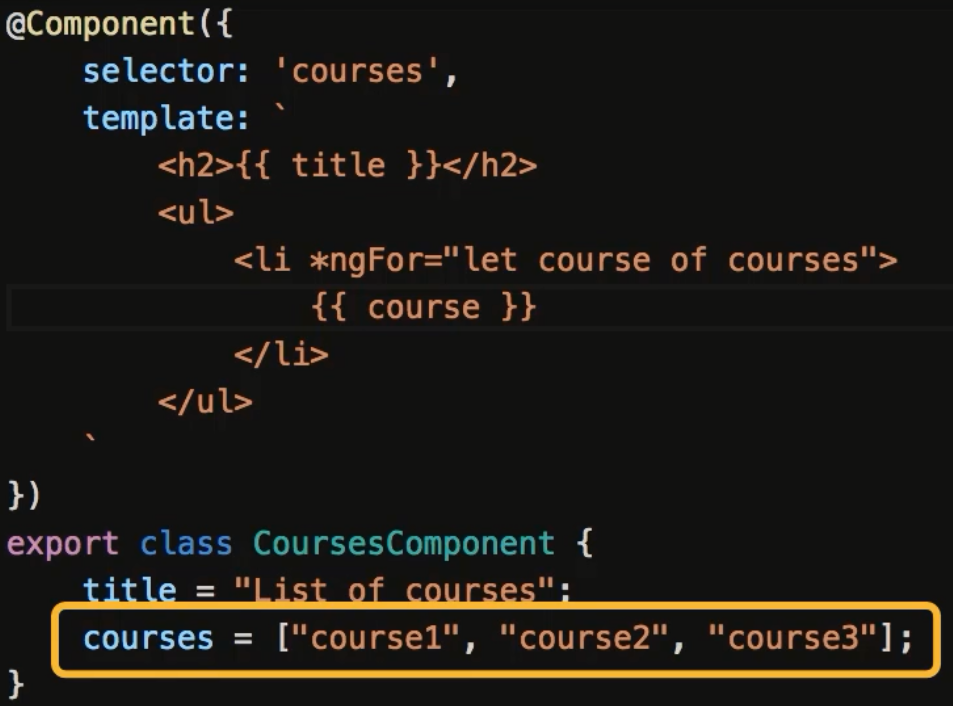 @Component({
    selector: 'courses',
    template: `
        <h2>{{ title }}</h2>
        <ul>
            <li *ngFor="let course of courses">
                {{ course }}
            </li>
        </ul>
    `
})
export class CoursesComponent {
    title = "List of courses";
    courses = ["course1", "course2", "course3"];
}